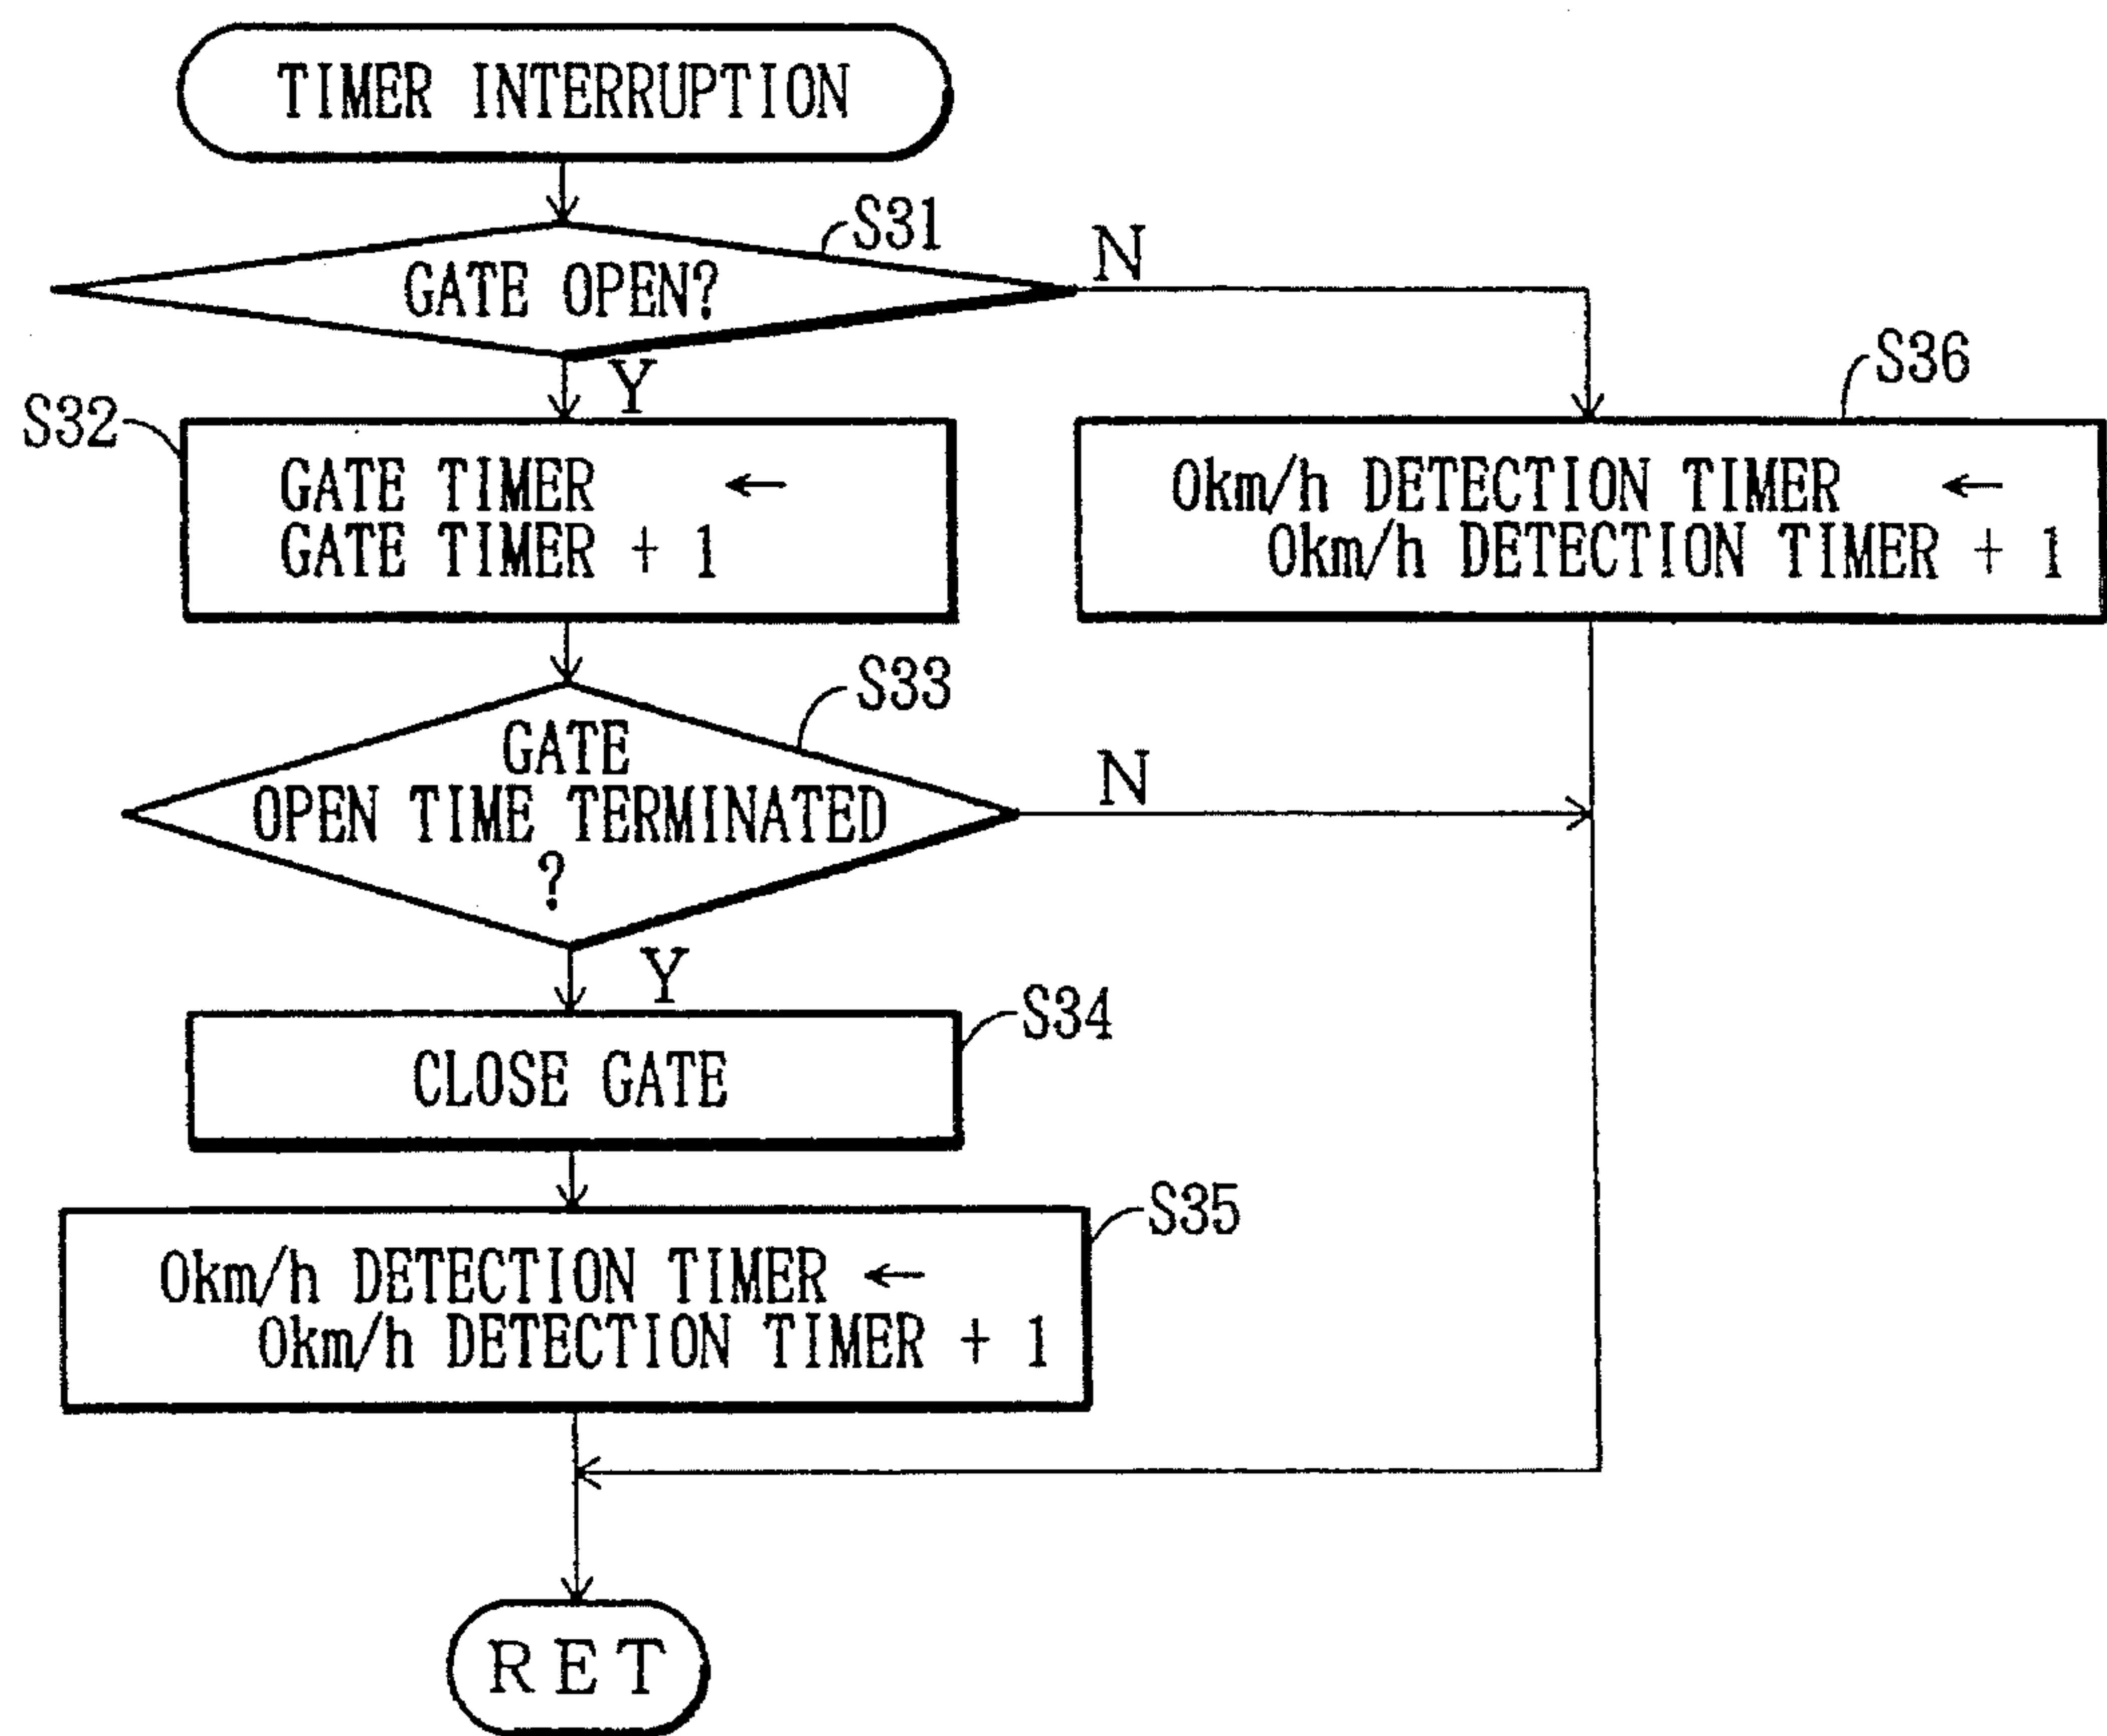 TIMER INTERRUPTION
S31
GATE OPEN?
N
Y
S32
GATE TIMER ←
GATE TIMER + 1
S36
0km/h DETECTION TIMER ←
0km/h DETECTION TIMER + 1
S33
GATE
OPEN TIME TERMINATED
?
N
Y
S34
CLOSE GATE
S35
0km/h DETECTION TIMER ←
0km/h DETECTION TIMER + 1
RET